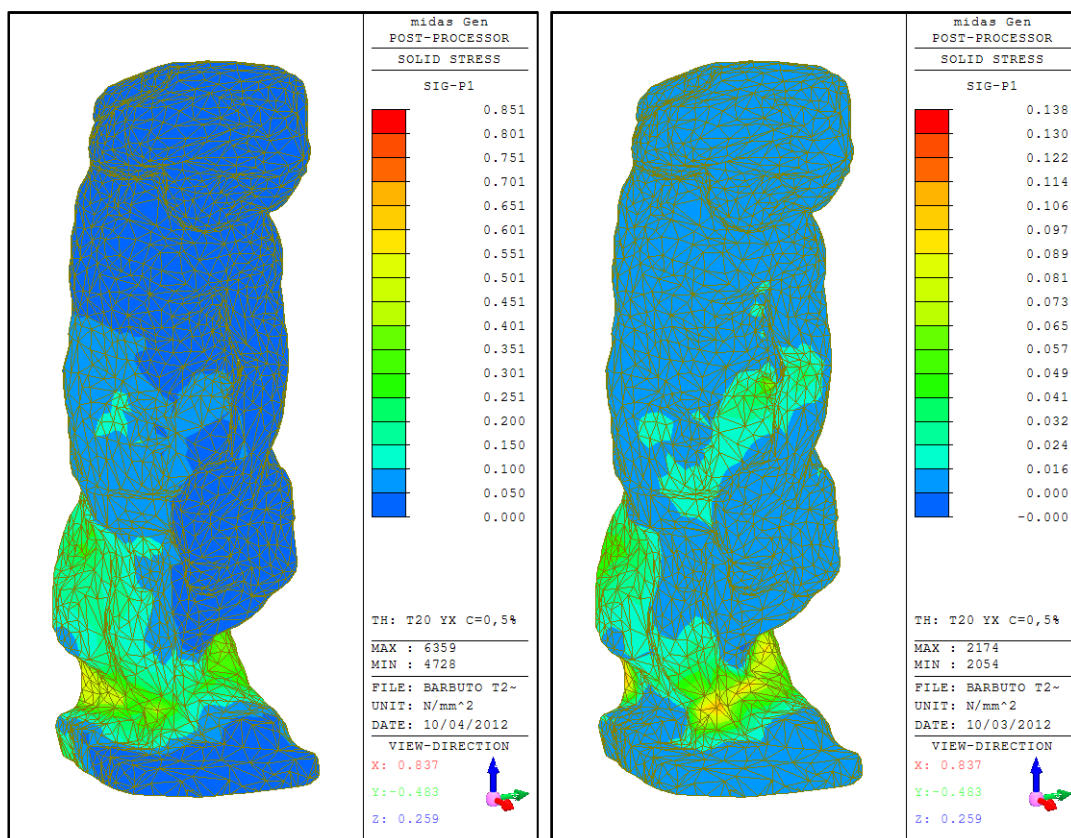 midas Gen
POST-PROCESSOR
SOLID STRESS
SIG-P1
0.851
0.801
0.751
0.701
0.651
0.601
0.551
0.501
0.451
0.401
0.351
0.301
0.251
0.200
0.150
0.100
0.050
0.000
TH: T20 YX C=0,5%
MAX : 6359
MIN : 4728
FILE: BARBUTO T2~
UNIT: N/mm^2
DATE: 10/04/2012
VIEW-DIRECTION
X: 0.837
Y:-0.483
Z: 0.259
midas Gen
POST-PROCESSOR
SOLID STRESS
SIG-P1
0.138
0.130
0.122
0.114
0.106
0.097
0.089
0.081
0.073
0.065
0.057
0.049
0.041
0.032
0.024
0.016
0.000
-0.000
TH: T20 YX C=0,5%
MAX : 2174
MIN : 2054
FILE: BARBUTO T2~
UNIT: N/mm^2
DATE: 10/03/2012
VIEW-DIRECTION
X: 0.837
Y:-0.483
Z: 0.259